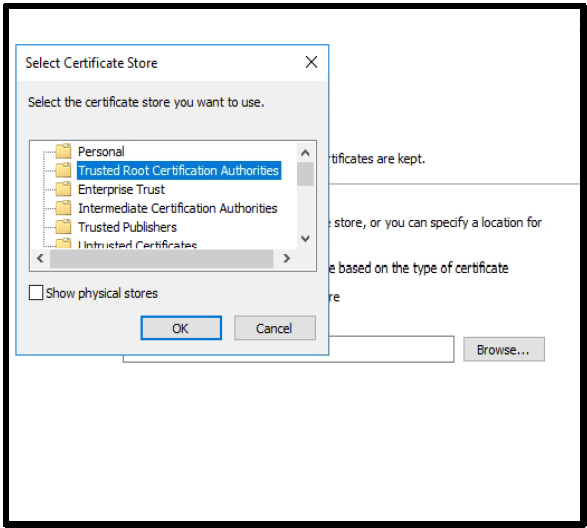 Select Certificate Store
Select the certificate store you want to use.
Personal
Trusted Root Certification Authorities
Enterprise Trust
Intermediate Certification Authorities
Trusted Publishers
Untrusted Certificates
Show physical stores
OK Cancel
tificates are kept.
store, or you can specify a location for
e based on the type of certificate
re
Browse...